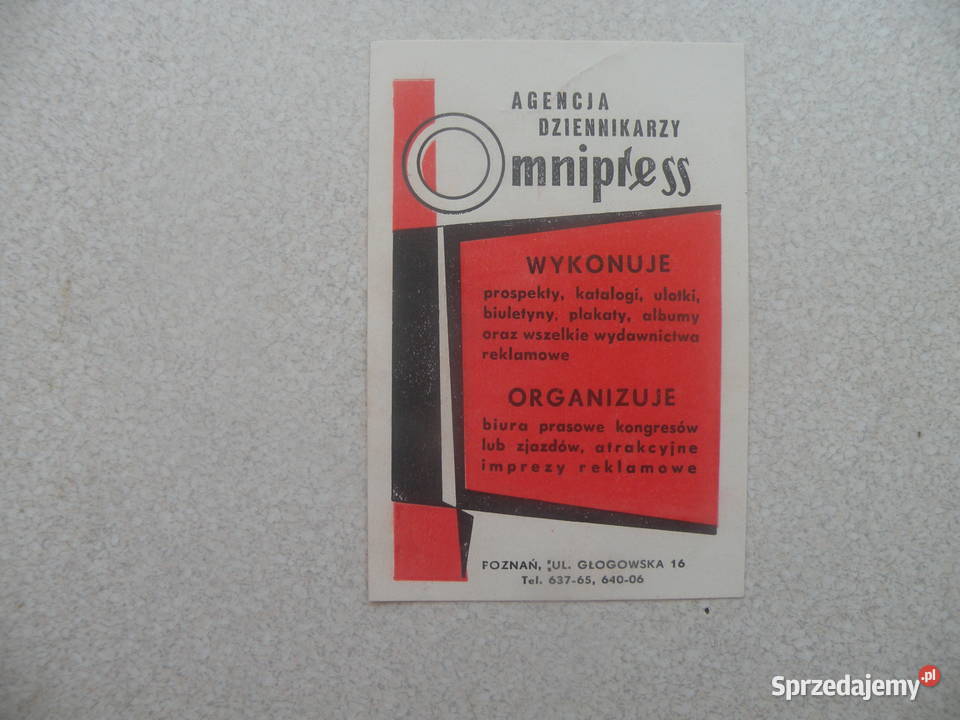 AGENCJA
DZIENNIKARZY
Omnipress
WYKONUJE
prospekty, katalogi, ulotki,
biuletyny, plakaty, albumy
oraz wszelkie wydawnictwa
reklamowe
ORGANIZUJE
biura prasowe kongresów
lub zjazdów, atrakcyjne
imprezy reklamowe
POZNAŃ, UL. GŁOGOWSKA 16
Tel. 637-65, 640-06
Sprzedajemy.pl